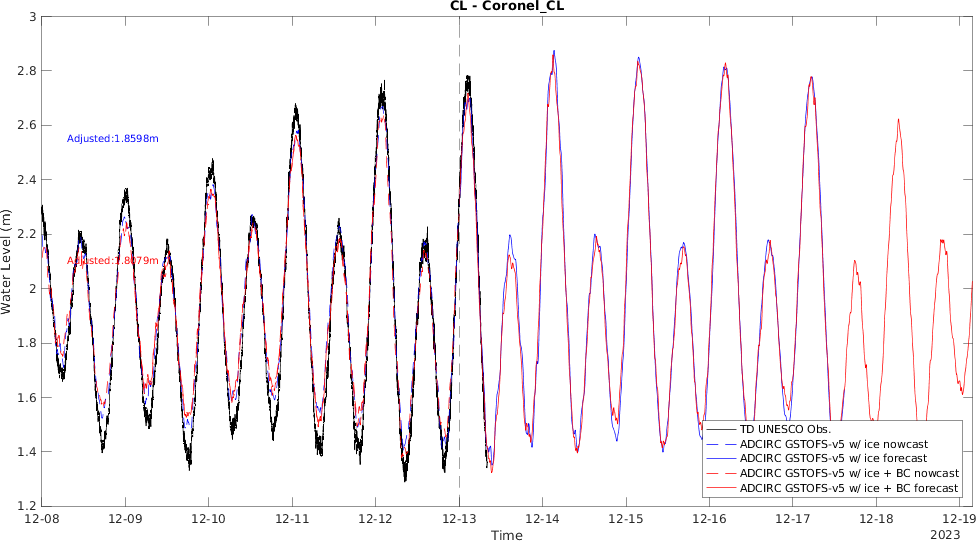 CL - Coronel_CL
3
2.8
2.6
2.4
2.2
2
1.8
1.6
1.4
1.2
Water Level (m)
Adjusted:1.8598m
Adjusted:1.8079m
TD UNESCO Obs.
ADCIRC GSTOFS-v5 w/ ice nowcast
ADCIRC GSTOFS-v5 w/ ice forecast
ADCIRC GSTOFS-v5 w/ ice + BC nowcast
ADCIRC GSTOFS-v5 w/ ice + BC forecast
12-08 12-09 12-10 12-11 12-12 12-13 12-14 12-15 12-16 12-17 12-18 12-19
Time
2023